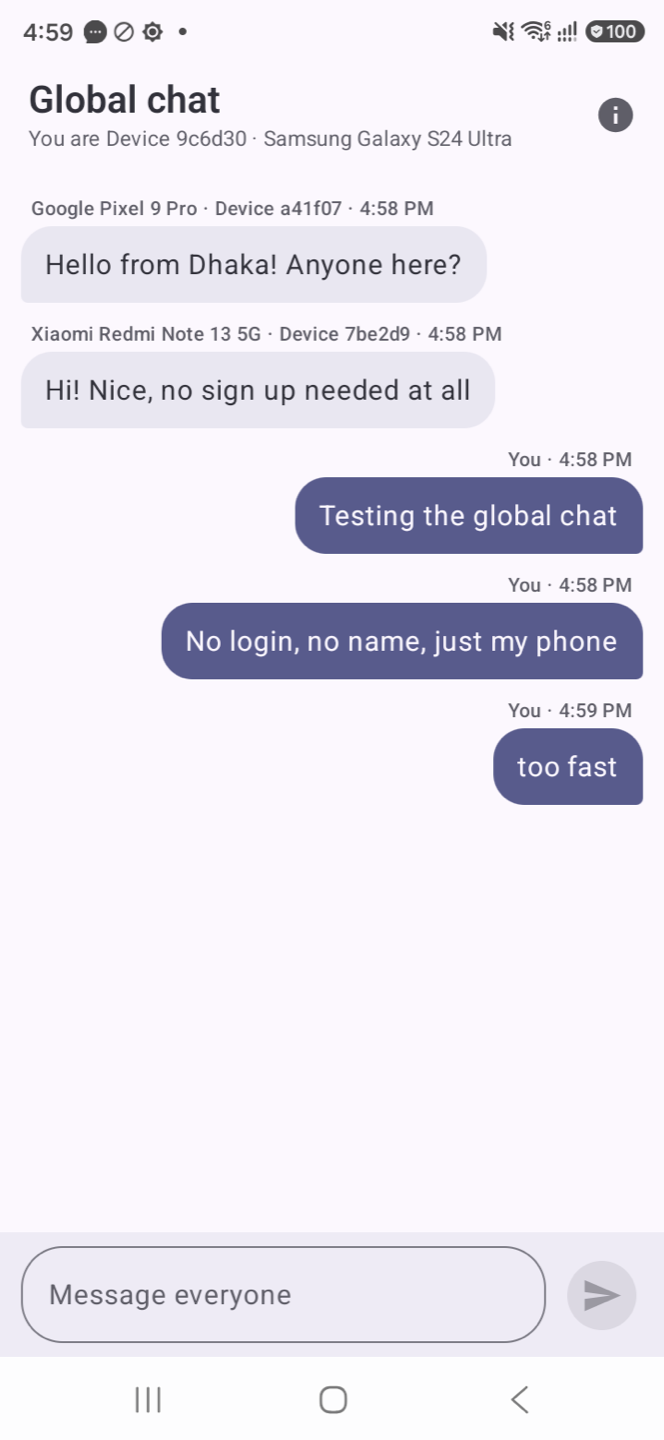 4:59
6
100
Global chat
You are Device 9c6d30 · Samsung Galaxy S24 Ultra
Google Pixel 9 Pro · Device a41f07 · 4:58 PM
Hello from Dhaka! Anyone here?
Xiaomi Redmi Note 13 5G · Device 7be2d9 · 4:58 PM
Hi! Nice, no sign up needed at all
You · 4:58 PM
Testing the global chat
You · 4:58 PM
No login, no name, just my phone
You · 4:59 PM
too fast
Message everyone